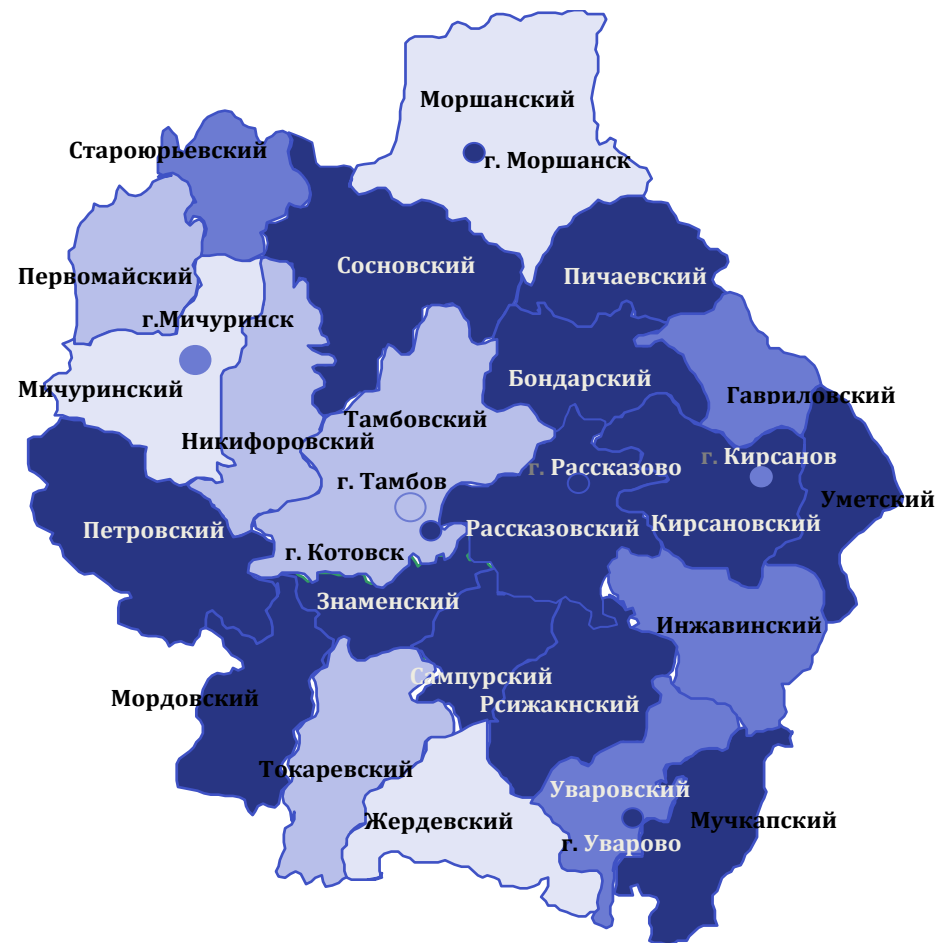 Моршанский
Староюрьевский
г. Моршанск
Сосновский
Первомайский
Пичаевский
г.Мичуринск
Бондарский
Мичуринский
Гавриловский
Тамбовский
Никифоровский
г. Кирсанов
г. Рассказово
г. Тамбов
Уметский
Кирсановский
Рассказовский
Петровский
г. Котовск
Знаменский
Инжавинский
Сампурский
Мордовский
Рсижакнский
Токаревский
Уваровский
Жердевский
Мучкапский
г. Уварово